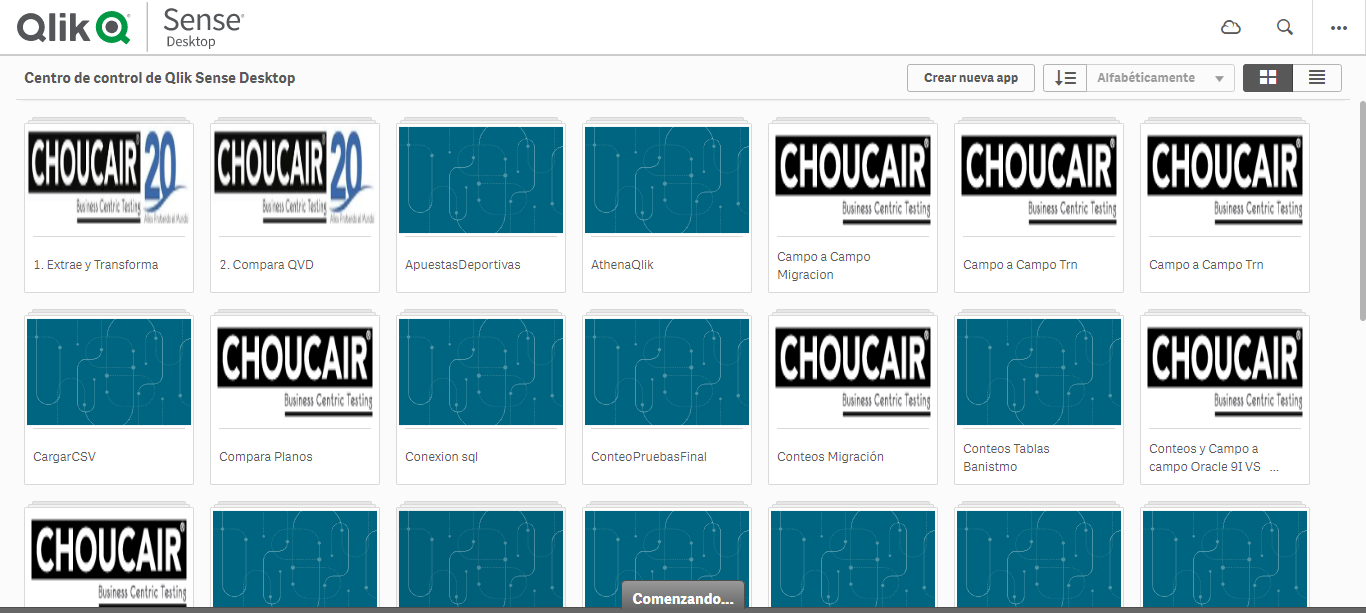 Qlik Sense®
Desktop
Centro de control de Qlik Sense Desktop
Crear nueva app
Alfabéticamente
CHOUCAIR® 20
Business Centric Testing
CHOUCAIR® 20
Business Centric Testing
CHOUCAIR®
Business Centric Testing
CHOUCAIR®
Business Centric Testing
CHOUCAIR®
Business Centric Testing
1. Extrae y Transforma
2. Compara QVD
ApuestasDeportivas
AthenaQlik
Campo a Campo
Migracion
Campo a Campo Trn
Campo a Campo Trn
CHOUCAIR®
Business Centric Testing
CHOUCAIR®
Business Centric Testing
CHOUCAIR®
Business Centric Testing
CargarCSV
Compara Planos
Conexion sql
ConteoPruebasFinal
Conteos Migración
Conteos Tablas
Banistmo
Conteos y Campo a
campo Oracle 9I VS ...
CHOUCAIR®
Business Centric Testing
Comenzando...